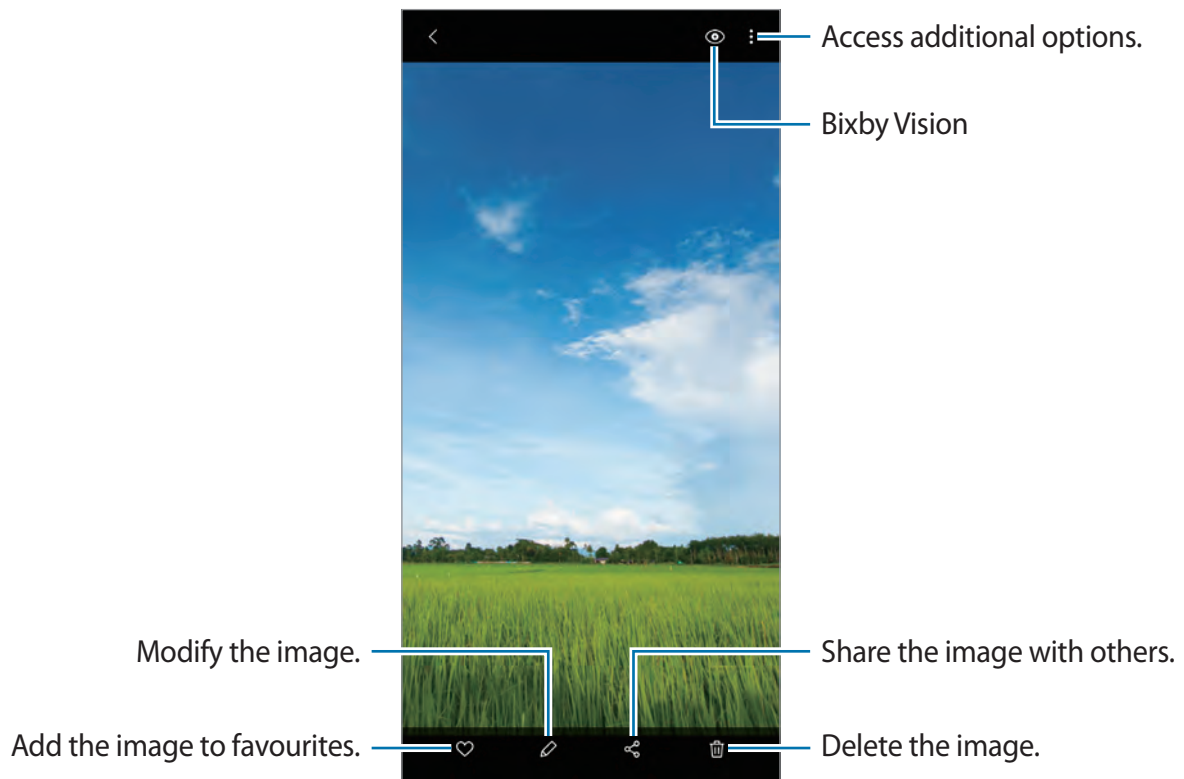 Access additional options.
Bixby Vision
Modify the image.
Share the image with others.
Add the image to favourites.
Delete the image.